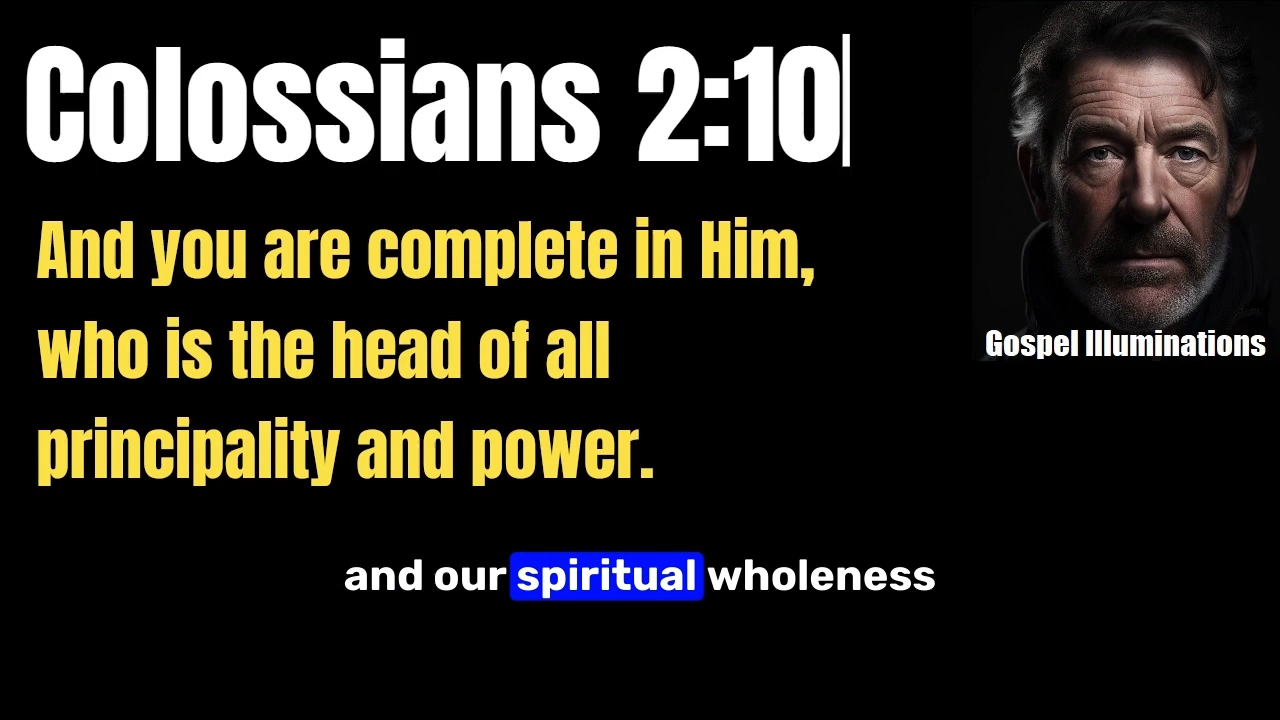 Colossians 2:10
And you are complete in Him,
who is the head of all
principality and power.
Gospel Illuminations
and our spiritual wholeness